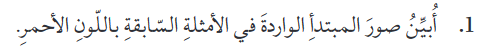 1. أُبيِّنُ صورَ المبتدأِ الواردةَ في الأمثلةِ السّابقةِ باللّونِ الأحمرِ.